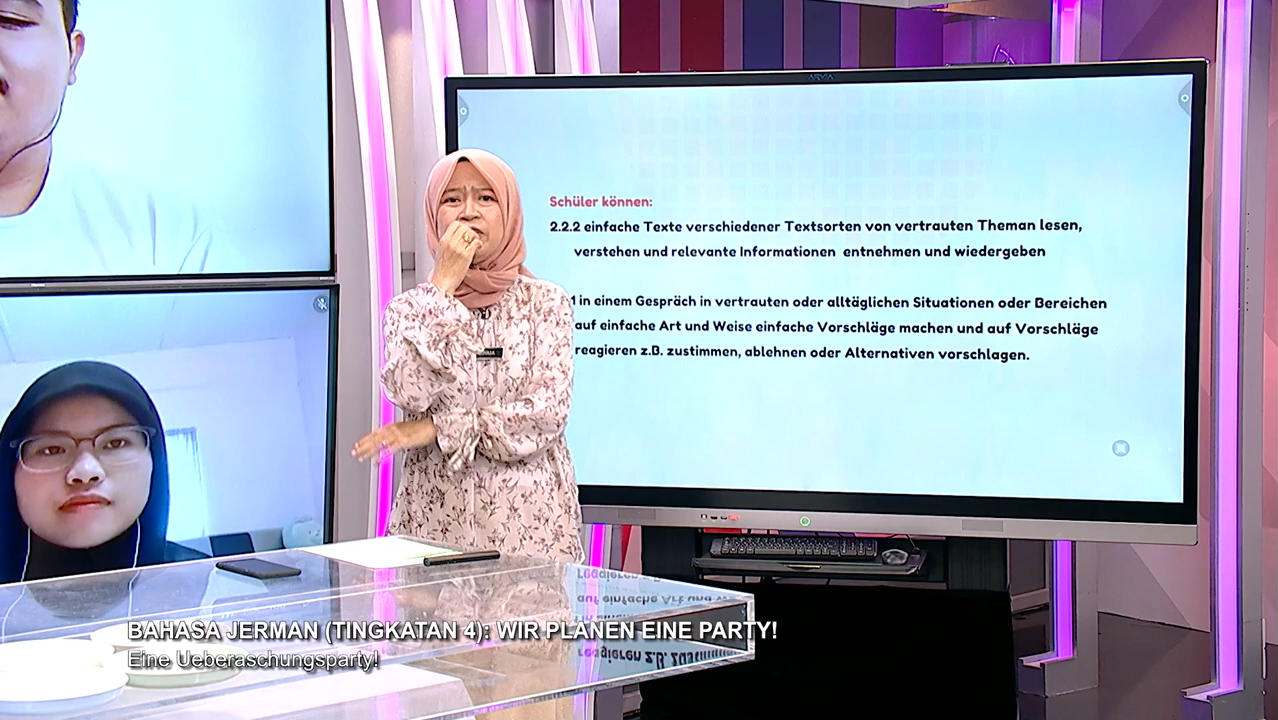 Schüler können:
2.2.2 einfache Texte verschiedener Textsorten von vertrauten Theman lesen,
verstehen und relevante Informationen entnehmen und wiedergeben
1 in einem Gespräch in vertrauten oder alltäglichen Situationen oder Bereichen
auf einfache Art und Weise einfache Vorschläge machen und auf Vorschläge
reagieren z.B. zustimmen, ablehnen oder Alternativen vorschlagen.
BAHASA JERMAN (TINGKATAN 4): WIR PLANEN EINE PARTY!
Eine Ueberaschungsparty!